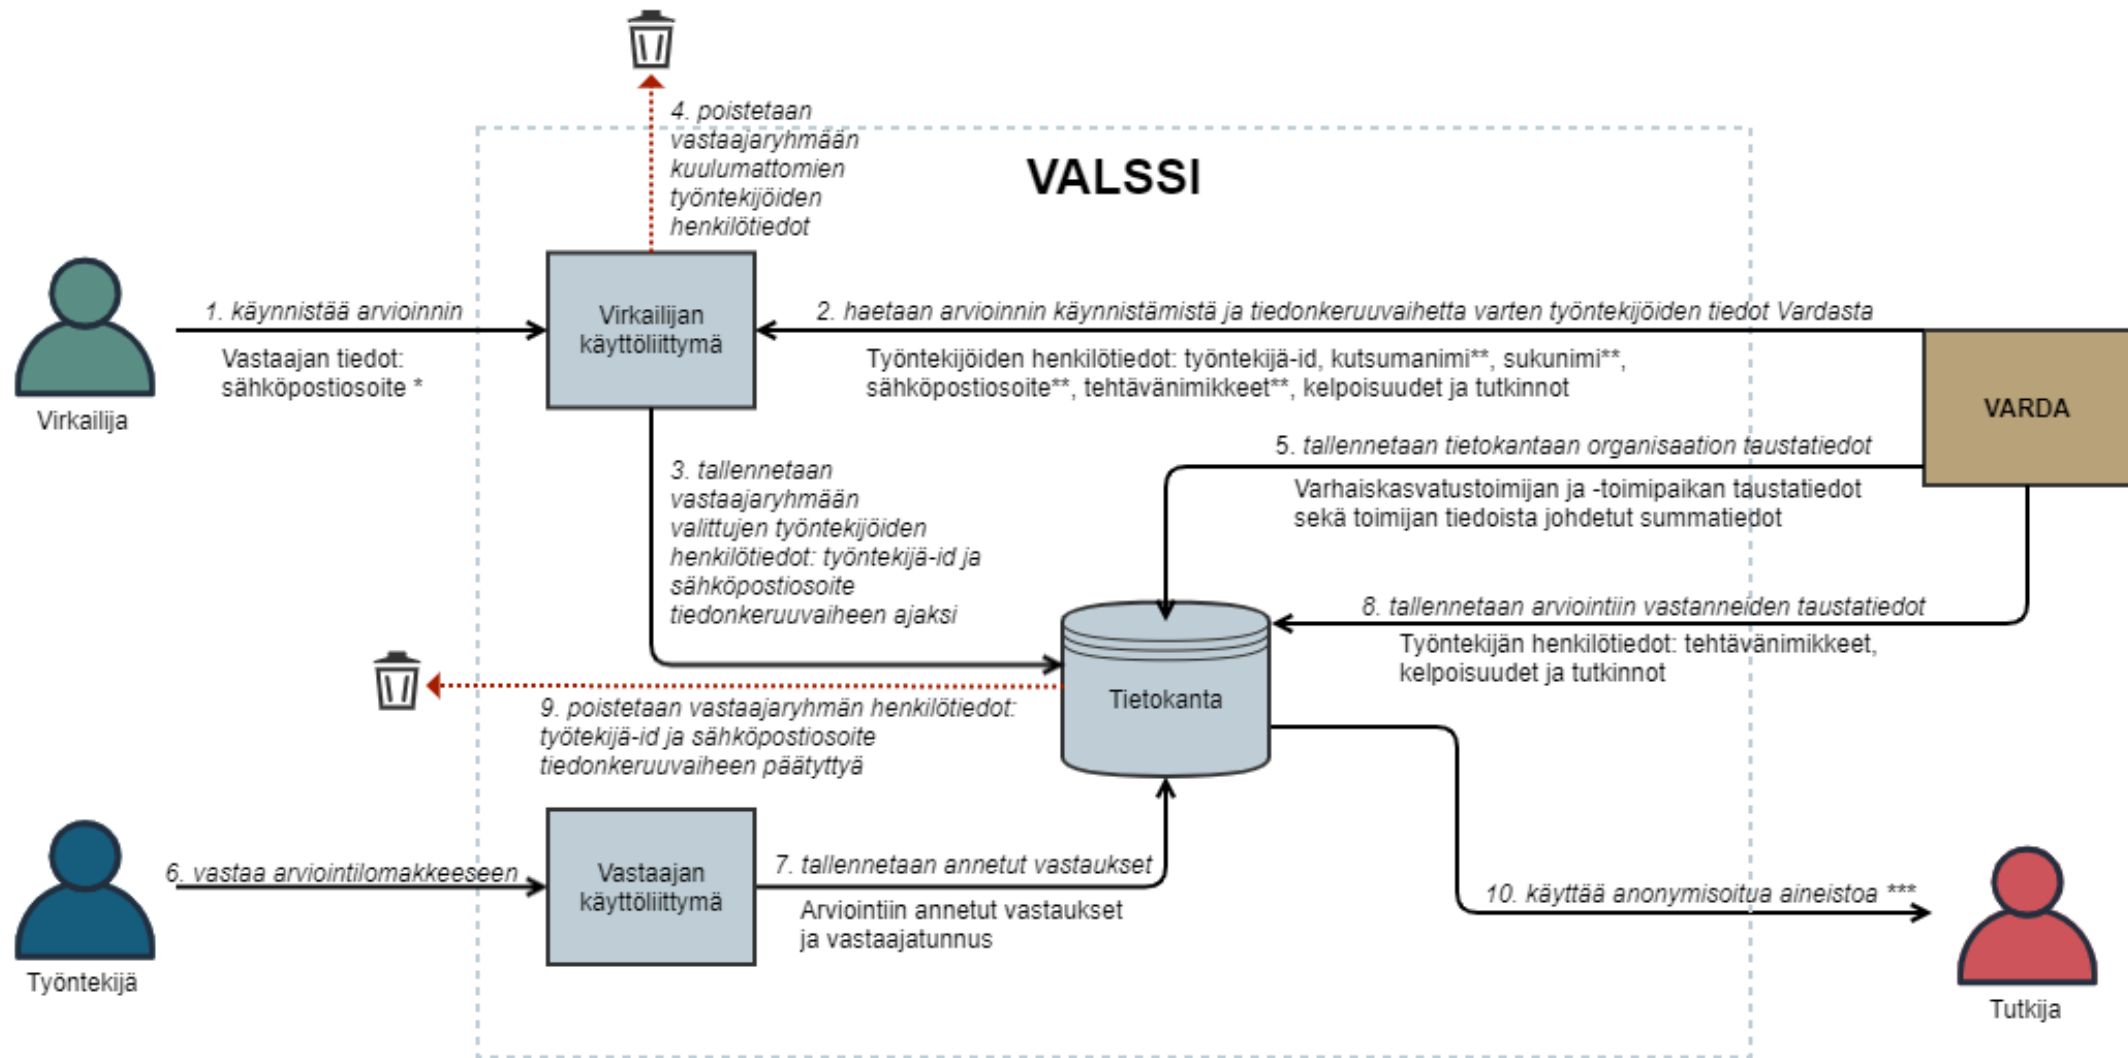 4. poistetaan
vastaajaryhmään
kuulumattomien
työntekijöiden
henkilötiedot
VALSSI
Virkailija
1. käynnistää arvioinnin
Vastaajan tiedot:
sähköpostiosoite *
Virkailijan
käyttöliittymä
2. haetaan arvioinnin käynnistämistä ja tiedonkeruuvaihetta varten työntekijöiden tiedot Vardasta
Työntekijöiden henkilötiedot: työntekijä-id, kutsumanimi**, sukunimi**,
sähköpostiosoite**, tehtävänimikkeet**, kelpoisuudet ja tutkinnot
VARDA
5. tallennetaan tietokantaan organisaation taustatiedot
Varhaiskasvatustoimijan ja -toimipaikan taustatiedot
sekä toimijan tiedoista johdetut summatiedot
3. tallennetaan
vastaajaryhmään
valittujen työntekijöiden
henkilötiedot: työntekijä-id ja
sähköpostiosoite
tiedonkeruuvaiheen ajaksi
8. tallennetaan arviointiin vastanneiden taustatiedot
Työntekijän henkilötiedot: tehtävänimikkeet,
kelpoisuudet ja tutkinnot
Tietokanta
9. poistetaan vastaajaryhmän henkilötiedot:
työtekijä-id ja sähköpostiosoite
tiedonkeruuvaiheen päätyttyä
Työntekijä
6. vastaa arviointilomakkeeseen
Vastaajan
käyttöliittymä
7. tallennetaan annetut vastaukset
Arviointiin annetut vastaukset
ja vastaajatunnus
10. käyttää anonymisoitua aineistoa ***
Tutkija